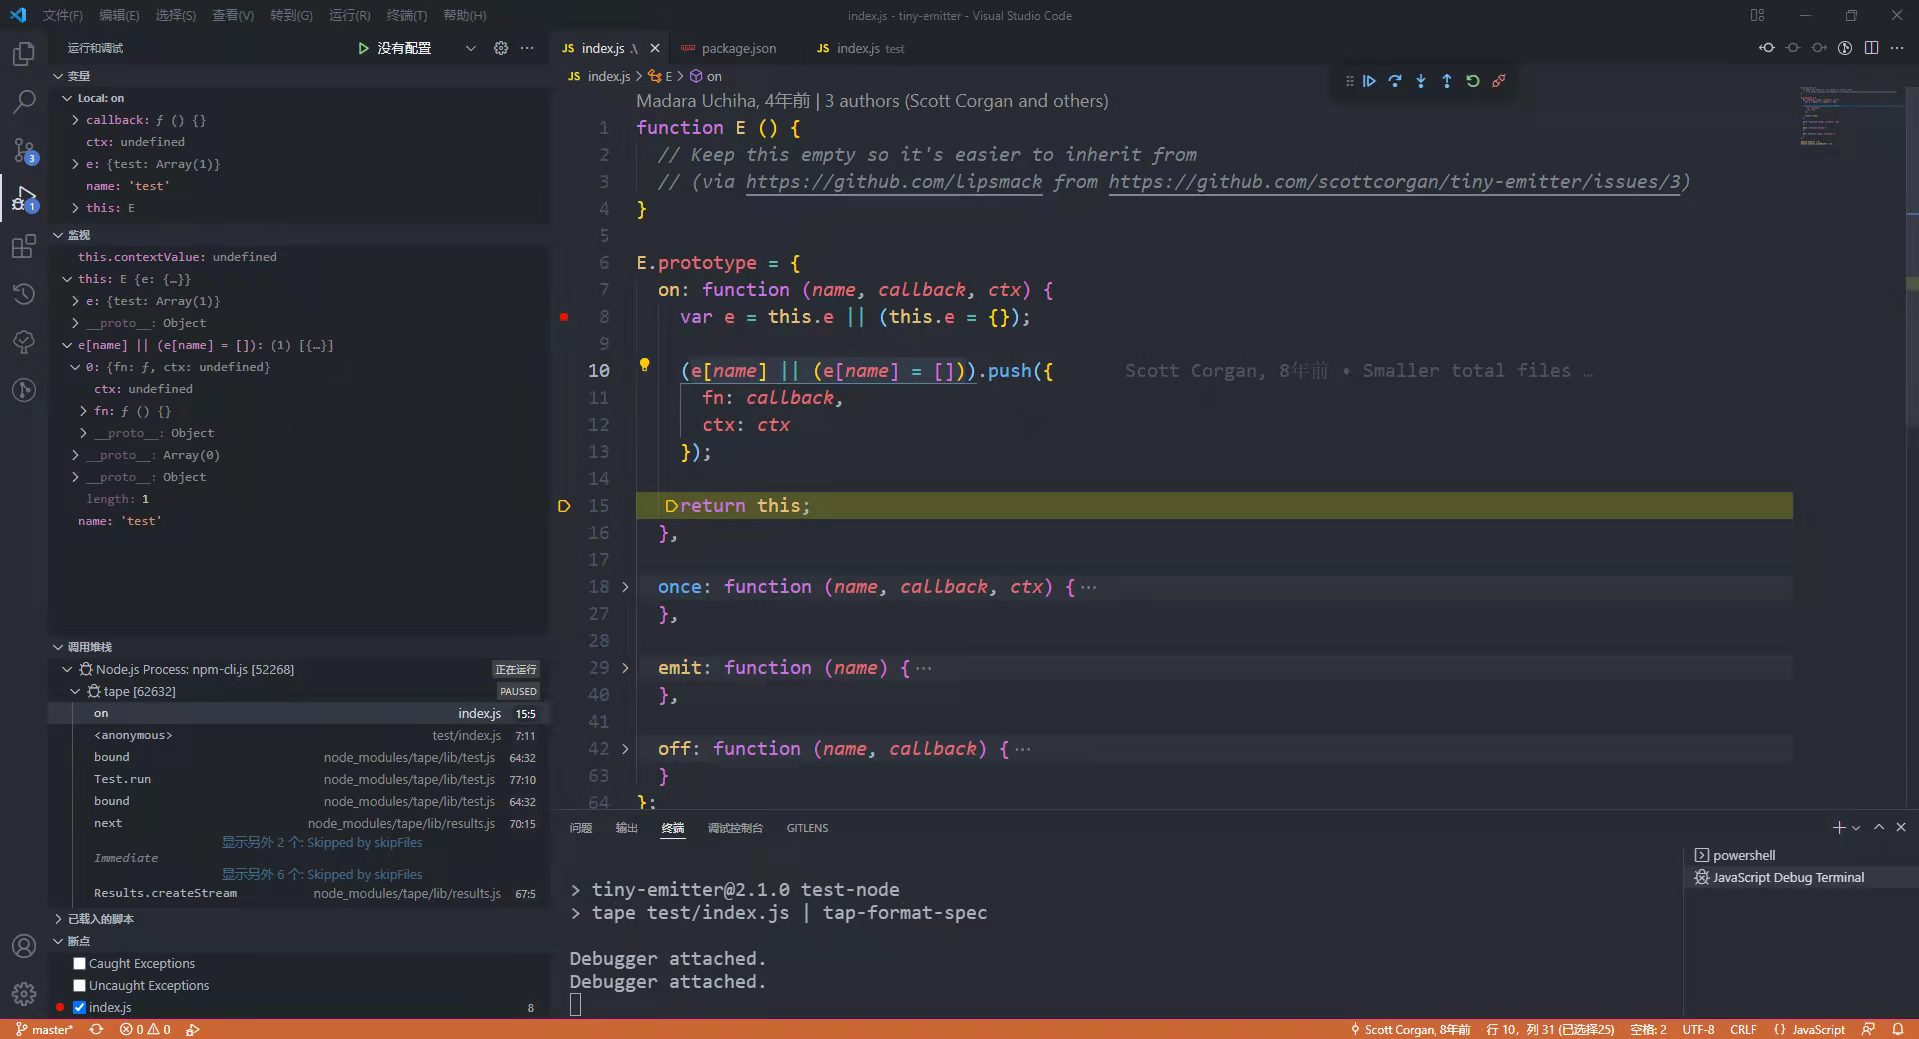 文件(F) 编辑(E) 选择(S) 查看(V) 转到(G) 运行(R) 终端(T) 帮助(H)
index.js - tiny-emitter - Visual Studio Code
运行和调试
没有配置
变量
Local: on
callback: ƒ () {}
ctx: undefined
e: {test: Array(1)}
name: 'test'
this: E
监视
this.contextValue: undefined
this: E {e: {…}}
e: {test: Array(1)}
__proto__: Object
e[name] || (e[name] = []): (1) [{…}]
0: {fn: ƒ, ctx: undefined}
ctx: undefined
fn: ƒ () {}
__proto__: Object
__proto__: Array(0)
__proto__: Object
length: 1
name: 'test'
调用堆栈
Node.js Process: npm-cli.js [52268] 正在运行
tape [62632] PAUSED
on index.js 15:5
<anonymous> test/index.js 7:11
bound node_modules/tape/lib/test.js 64:32
Test.run node_modules/tape/lib/test.js 77:10
bound node_modules/tape/lib/test.js 64:32
next node_modules/tape/lib/results.js 70:15
显示另外 2 个: Skipped by skipFiles
Immediate
显示另外 6 个: Skipped by skipFiles
Results.createStream node_modules/tape/lib/results.js 67:5
已载入的脚本
断点
Caught Exceptions
Uncaught Exceptions
index.js 8
3
1
JS index.js .\
package.json
JS index.js test
JS index.js > E > on
Madara Uchiha, 4年前 | 3 authors (Scott Corgan and others)
1 function E () {
2 // Keep this empty so it's easier to inherit from
3 // (via https://github.com/lipsmack from https://github.com/scottcorgan/tiny-emitter/issues/3)
4 }
5
6 E.prototype = {
7 on: function (name, callback, ctx) {
8 var e = this.e || (this.e = {});
9
10 (e[name] || (e[name] = [])).push({ Scott Corgan, 8年前 • Smaller total files …
11 fn: callback,
12 ctx: ctx
13 });
14
15 return this;
16 },
17
18 once: function (name, callback, ctx) {…
27 },
28
29 emit: function (name) {…
40 },
41
42 off: function (name, callback) {…
63 }
64 };
问题 输出 终端 调试控制台 GITLENS
> tiny-emitter@2.1.0 test-node
> tape test/index.js | tap-format-spec
Debugger attached.
Debugger attached.
powershell
JavaScript Debug Terminal
master* 0 0
Scott Corgan, 8年前 行 10, 列 31 (已选择25) 空格: 2 UTF-8 CRLF {} JavaScript